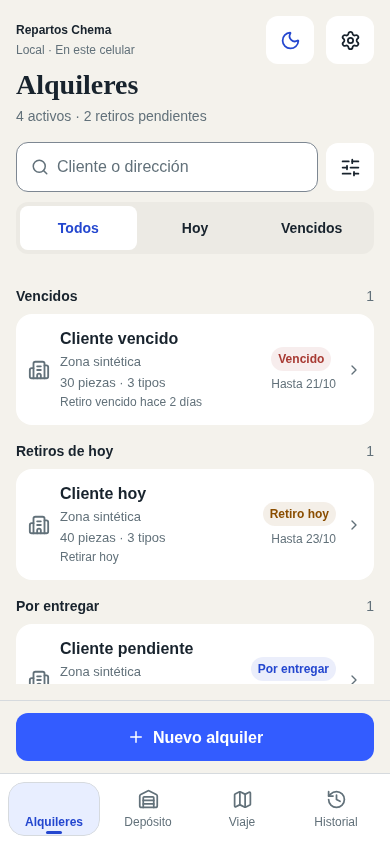 Repartos Chema
Local · En este celular
Alquileres
4 activos · 2 retiros pendientes
Cliente o dirección
Todos
Hoy
Vencidos
Vencidos
1
Cliente vencido
Zona sintética
30 piezas · 3 tipos
Retiro vencido hace 2 días
Vencido
Hasta 21/10
Retiros de hoy
1
Cliente hoy
Zona sintética
40 piezas · 3 tipos
Retirar hoy
Retiro hoy
Hasta 23/10
Por entregar
1
Cliente pendiente
Zona sintética
Por entregar
Nuevo alquiler
Alquileres
Depósito
Viaje
Historial